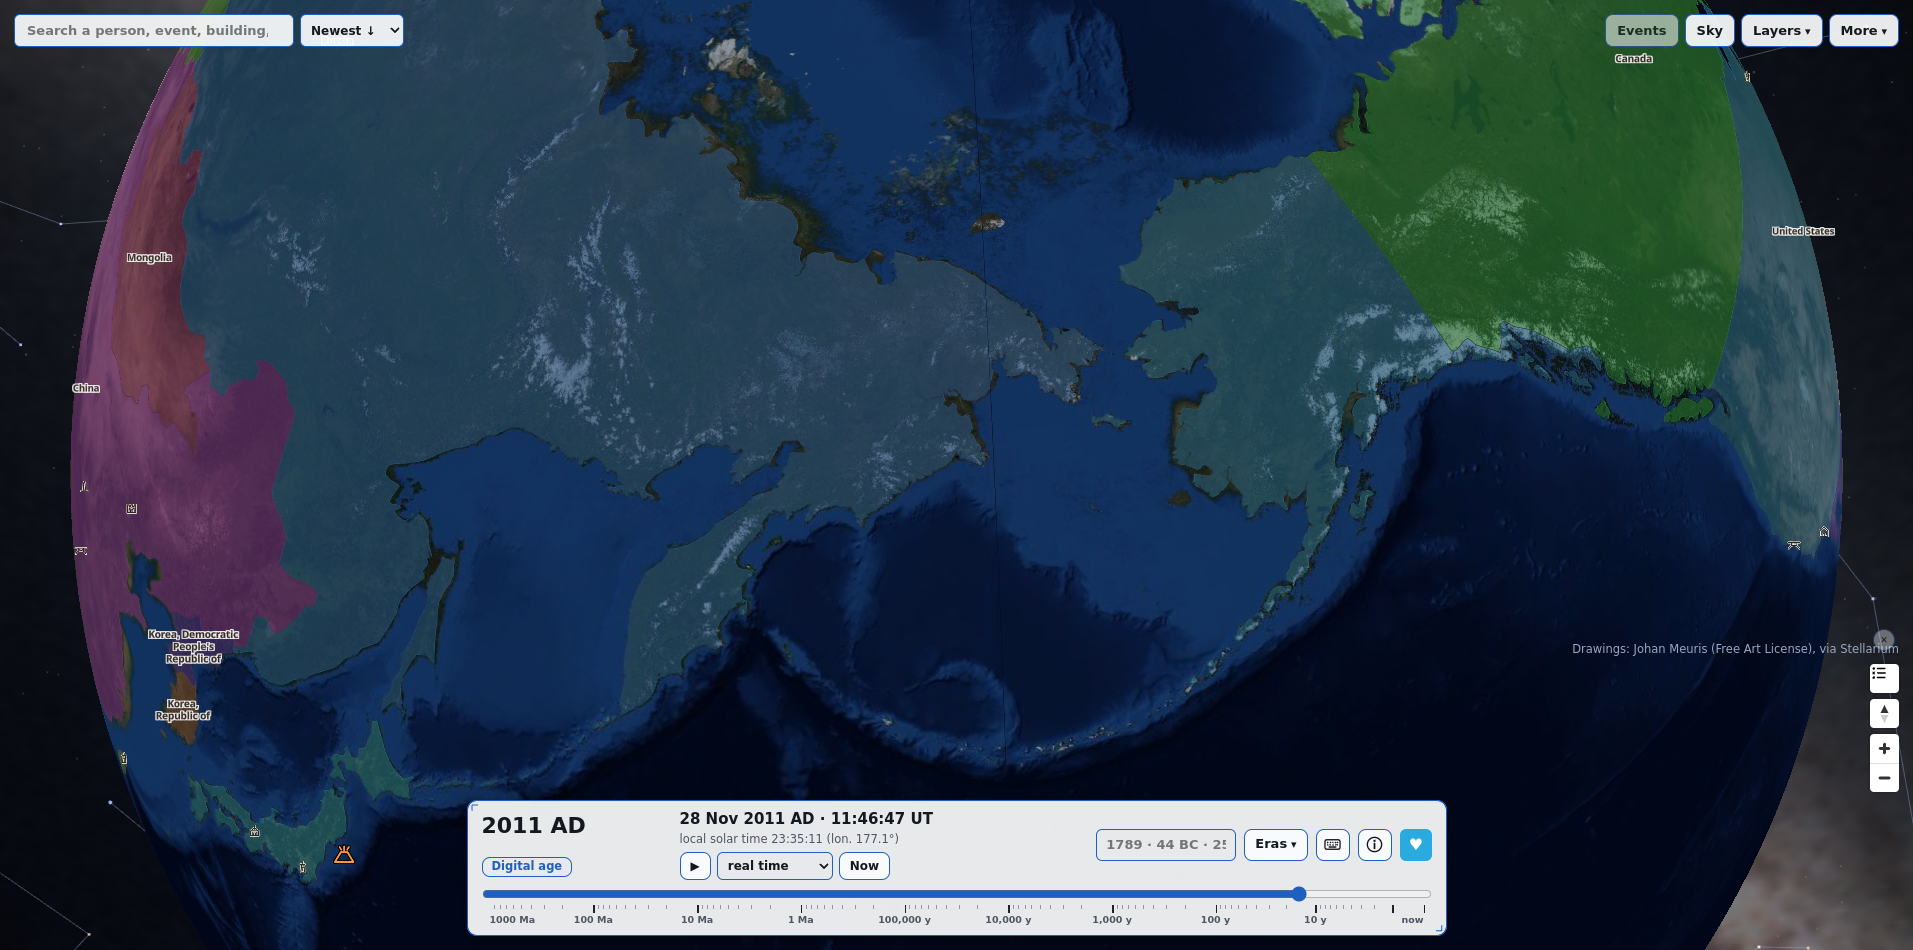 Search a person, event, building,
Newest ↓
Events
Sky
Layers ▾
More ▾
Canada
United States
Mongolia
China
Korea, Democratic
People's
Republic of
Korea,
Republic of
Drawings: Johan Meuris (Free Art License), via Stellarium
2011 AD
28 Nov 2011 AD · 11:46:47 UT
local solar time 23:35:11 (lon. 177.1°)
Digital age
▶
real time
Now
1789 · 44 BC · 25
Eras ▾
1000 Ma
100 Ma
10 Ma
1 Ma
100,000 y
10,000 y
1,000 y
100 y
10 y
now